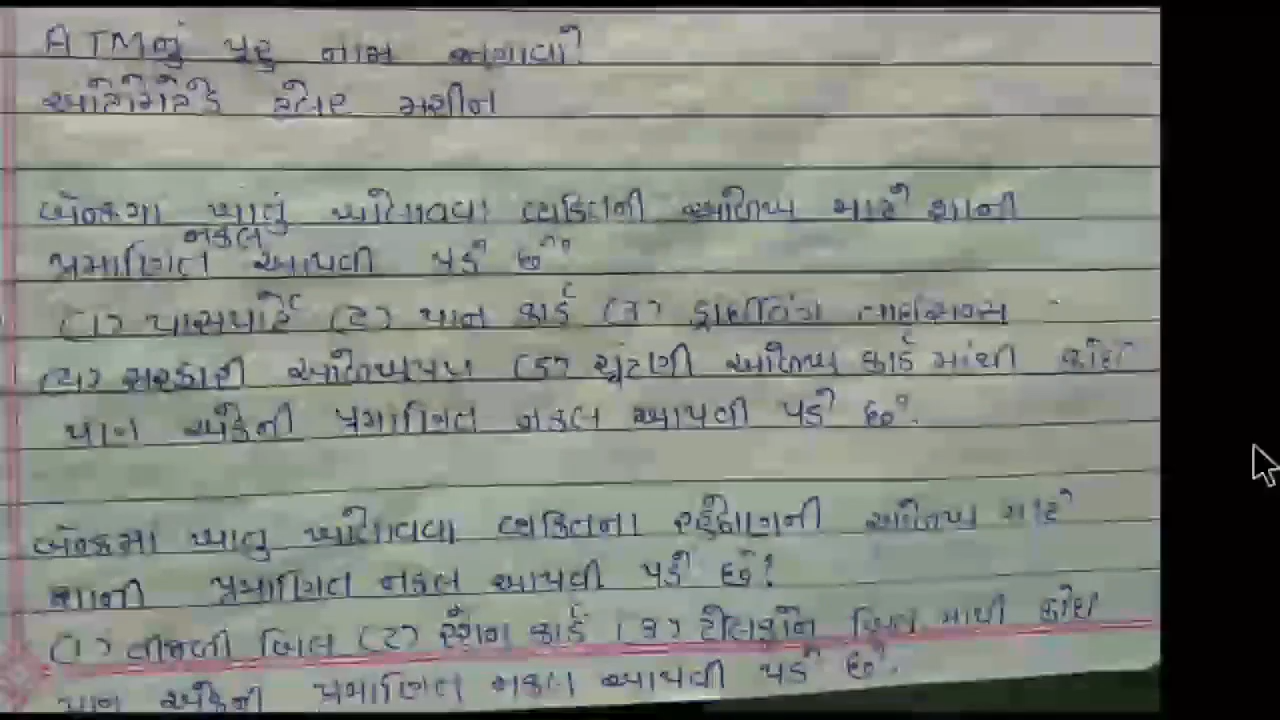 ATMનું પૂરું નામ જણાવો?
ઓટોમેટેડ ટેલર મશીન
બેન્કમાં ખાતું ખોલાવવા વ્યક્તિની ઓળખ માટે શાની
નકલ
પ્રમાણિત આપવી પડે છે?
(1) પાસપોર્ટ (2) પાન કાર્ડ (3) ડ્રાઈવિંગ લાઈસન્સ
(4) સરકારી ઓળખપત્ર (5) ચૂંટણી ઓળખ કાર્ડ માંથી કોઈ
પણ એકની પ્રમાણિત નકલ આપવી પડે છે.
બેન્કમાં ખાતુ ખોલાવવા વ્યક્તિના રહેઠાણની ઓળખ માટે
શાની પ્રમાણિત નકલ આપવી પડે છે?
(1) વીજળી બિલ (2) રેશન કાર્ડ (3) ટેલિફોન બિલ માંથી કોઈ
પણ એકની પ્રમાણિત નકલ આપવી પડે છે.